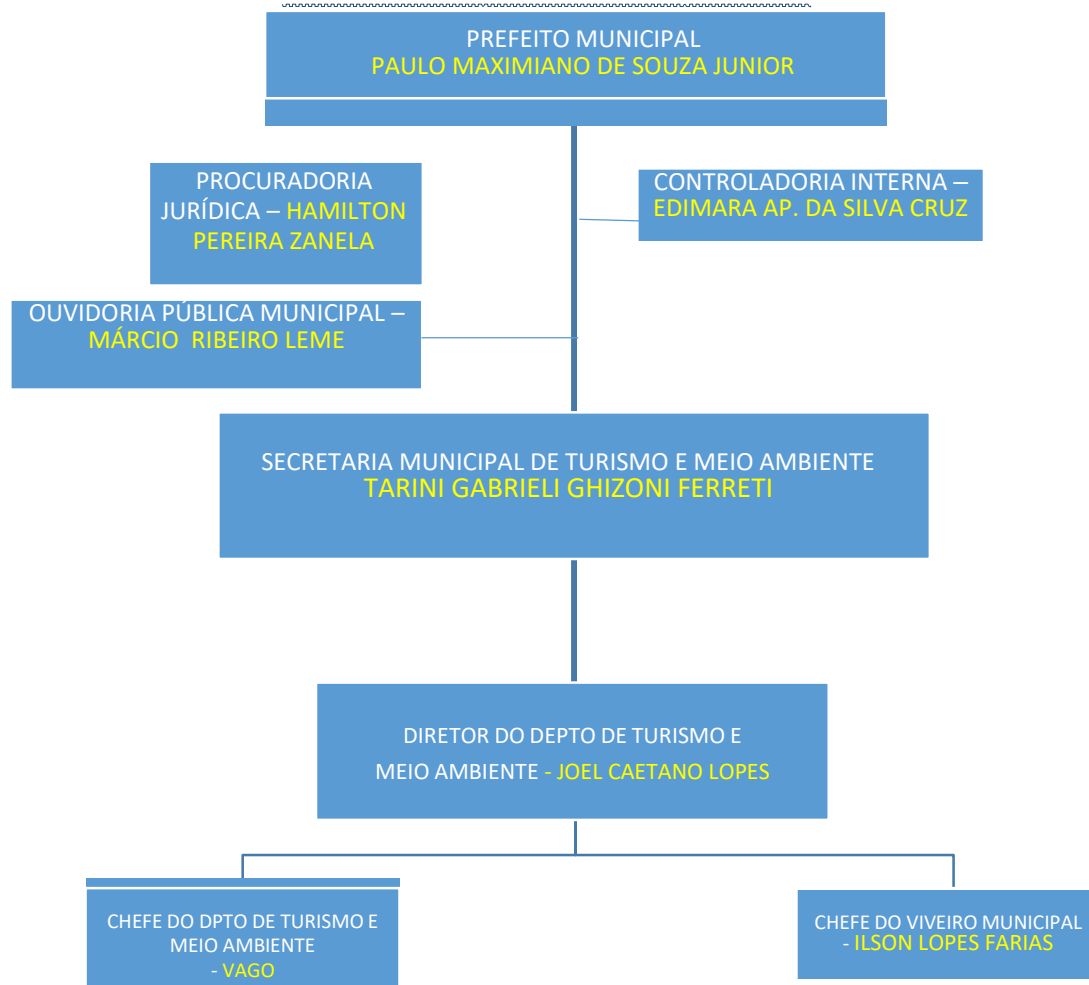 PREFEITO MUNICIPAL
PAULO MAXIMIANO DE SOUZA JUNIOR
PROCURADORIA
JURÍDICA – HAMILTON
PEREIRA ZANELA
CONTROLADORIA INTERNA –
EDIMARA AP. DA SILVA CRUZ
OUVIDORIA PÚBLICA MUNICIPAL –
MÁRCIO RIBEIRO LEME
SECRETARIA MUNICIPAL DE TURISMO E MEIO AMBIENTE
TARINI GABRIELI GHIZONI FERRETI
DIRETOR DO DEPTO DE TURISMO E
MEIO AMBIENTE - JOEL CAETANO LOPES
CHEFE DO DPTO DE TURISMO E
MEIO AMBIENTE
- VAGO
CHEFE DO VIVEIRO MUNICIPAL
- ILSON LOPES FARIAS